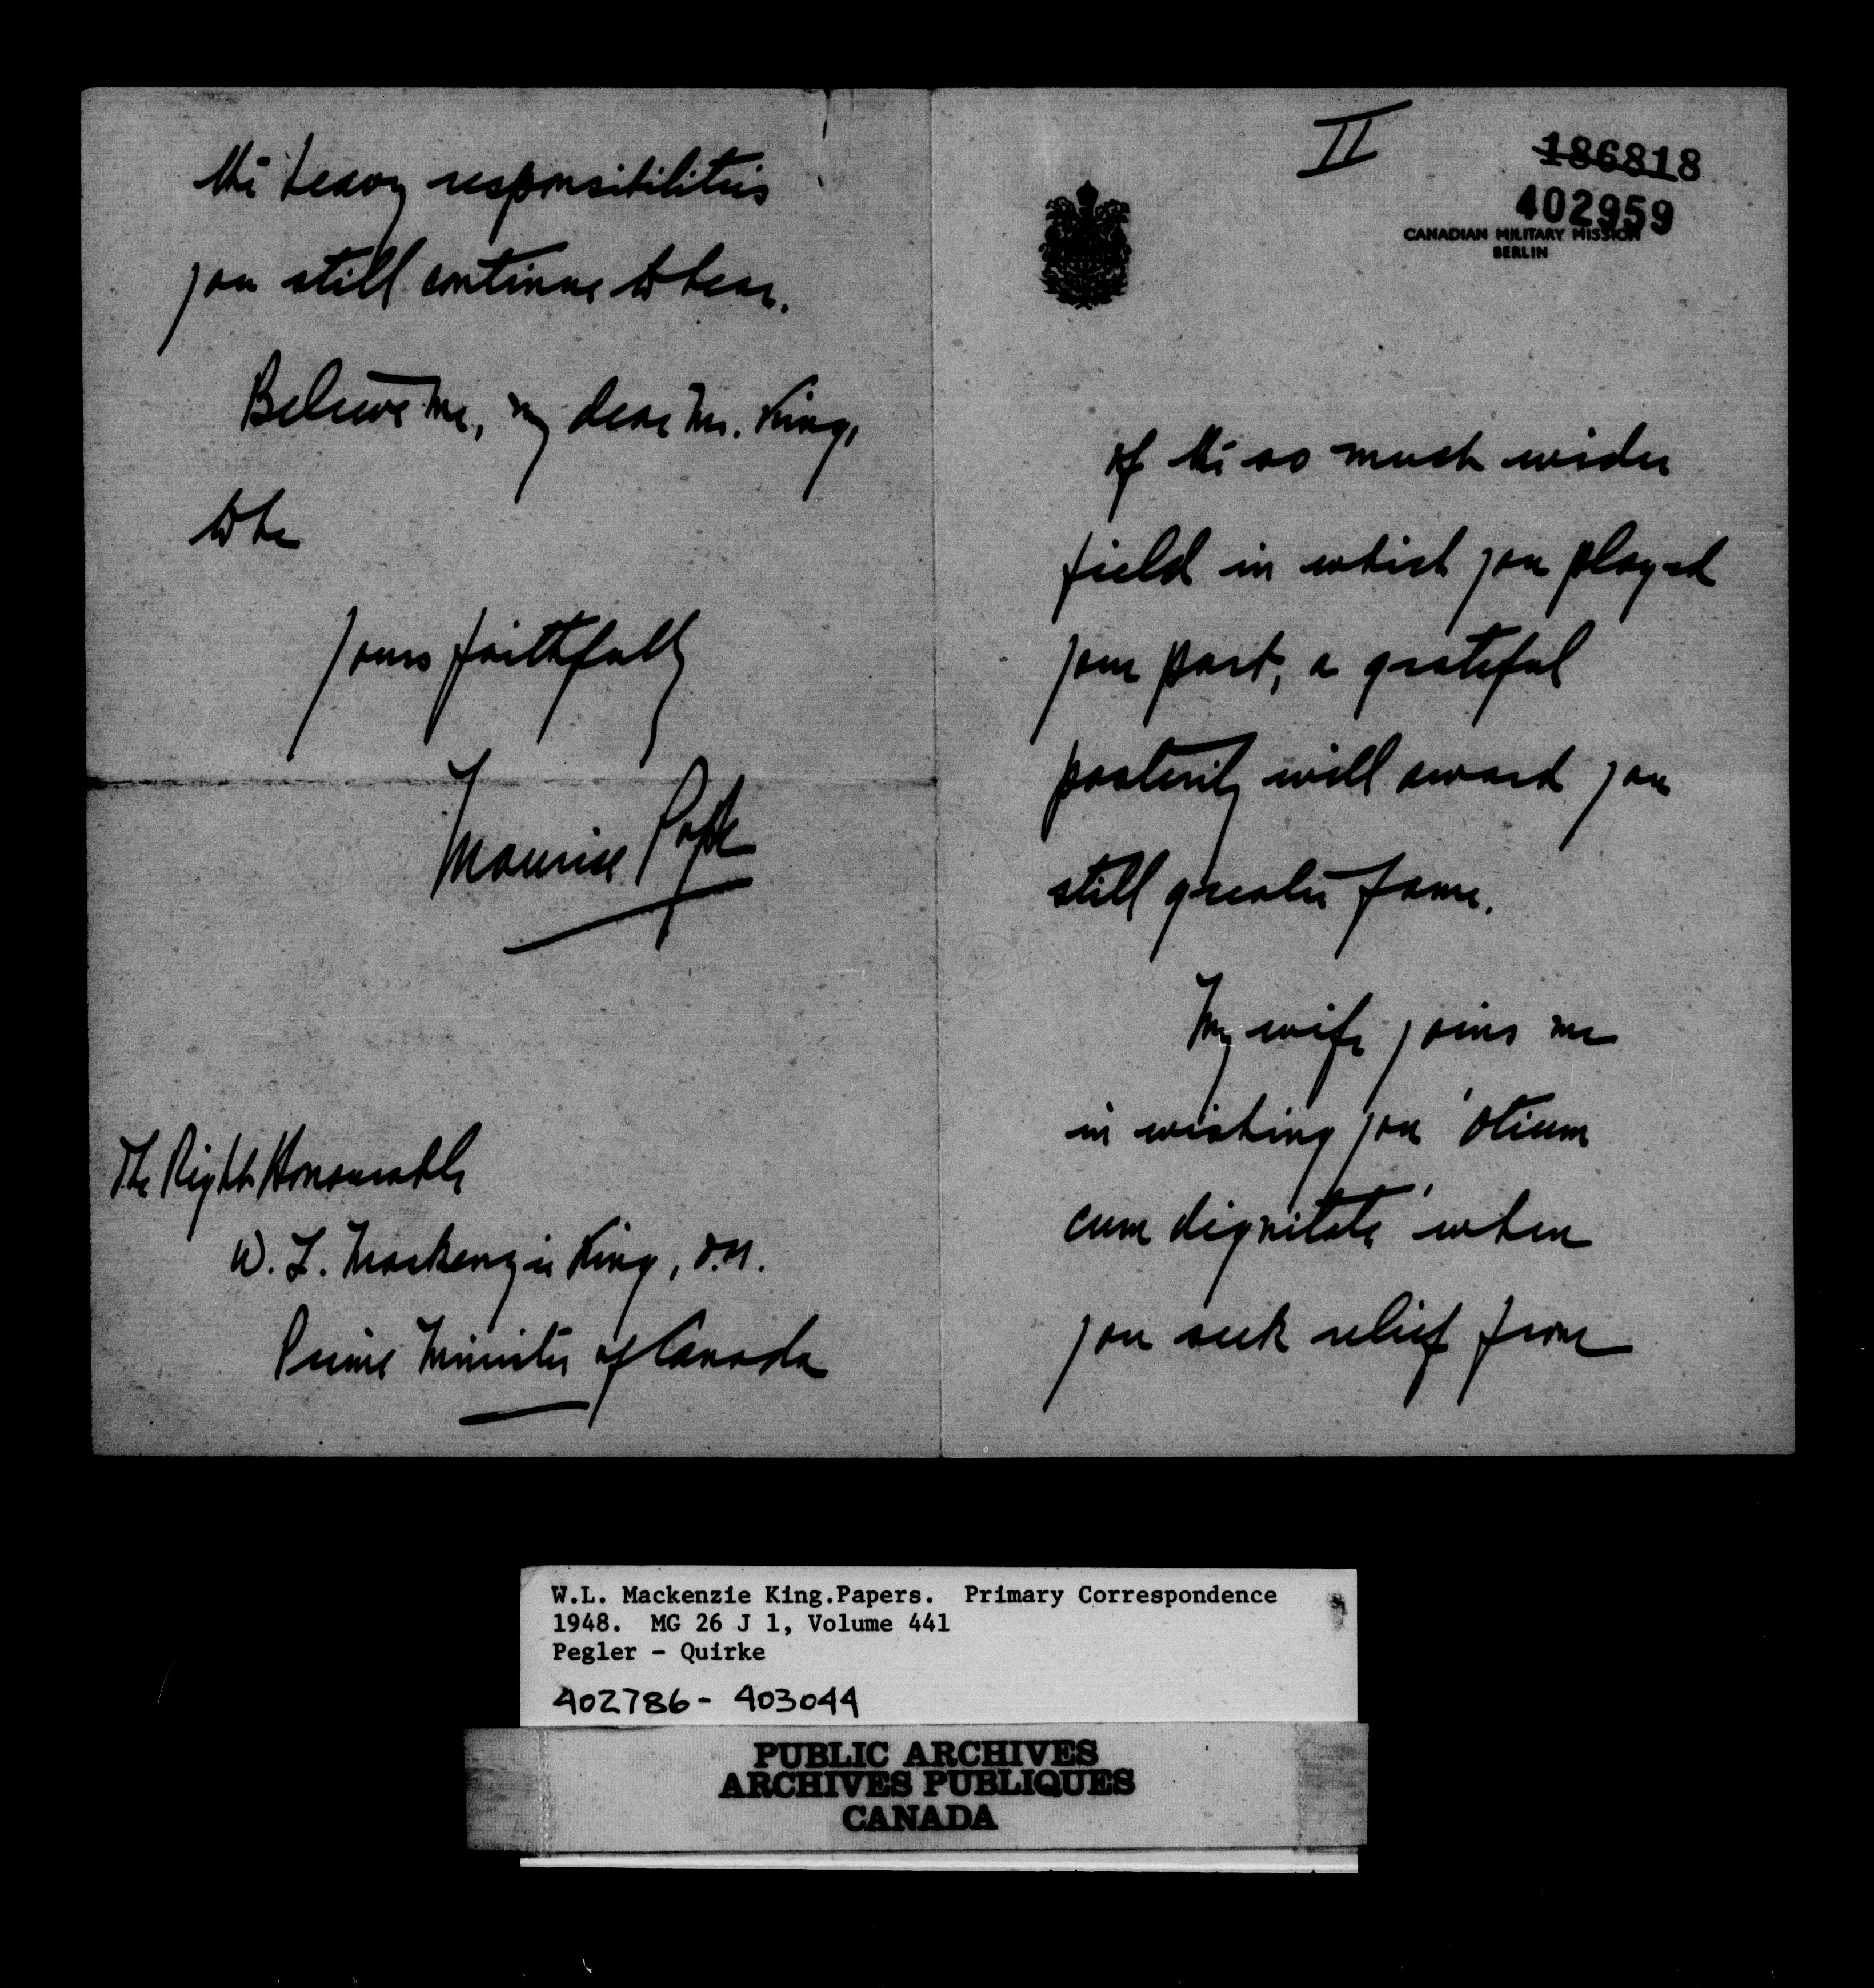 II
186818
402959
CANADIAN MILITARY MISSION
BERLIN
of the so much wider
field in which you played
your part, a grateful
posterity will award you
still greater fame.
My wife joins me
in wishing you 'otium
cum dignitate' when
you seek relief from
the heavy responsibilities
you still continue to bear.
Believe me, my dear Mr. King,
to be
Yours faithfully
Maurice Pope
The Right Honourable
W. L. Mackenzie King, O.M.
Prime Minister of Canada
W.L. Mackenzie King.Papers. Primary Correspondence
1948. MG 26 J 1, Volume 441
Pegler - Quirke
402786 - 403044
PUBLIC ARCHIVES
ARCHIVES PUBLIQUES
CANADA